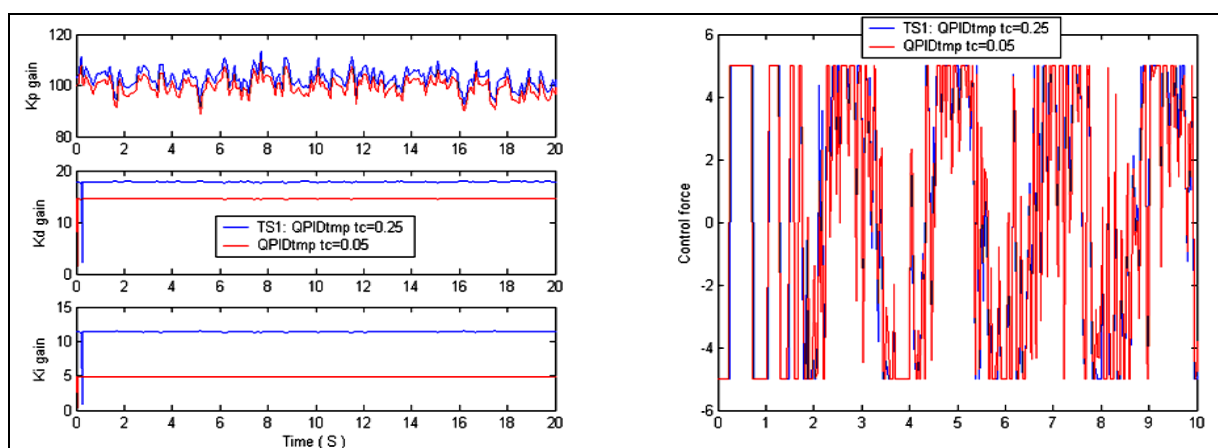 120
100
80
Kp gain
0 2 4 6 8 10 12 14 16 18 20
20
10
0
Kd gain
TS1: QPIDtmp tc=0.25
QPIDtmp tc=0.05
0 2 4 6 8 10 12 14 16 18 20
15
10
5
0
Ki gain
0 2 4 6 8 10 12 14 16 18 20
Time ( S )
TS1: QPIDtmp tc=0.25
QPIDtmp tc=0.05
6
4
2
0
-2
-4
-6
Control force
0 1 2 3 4 5 6 7 8 9 10